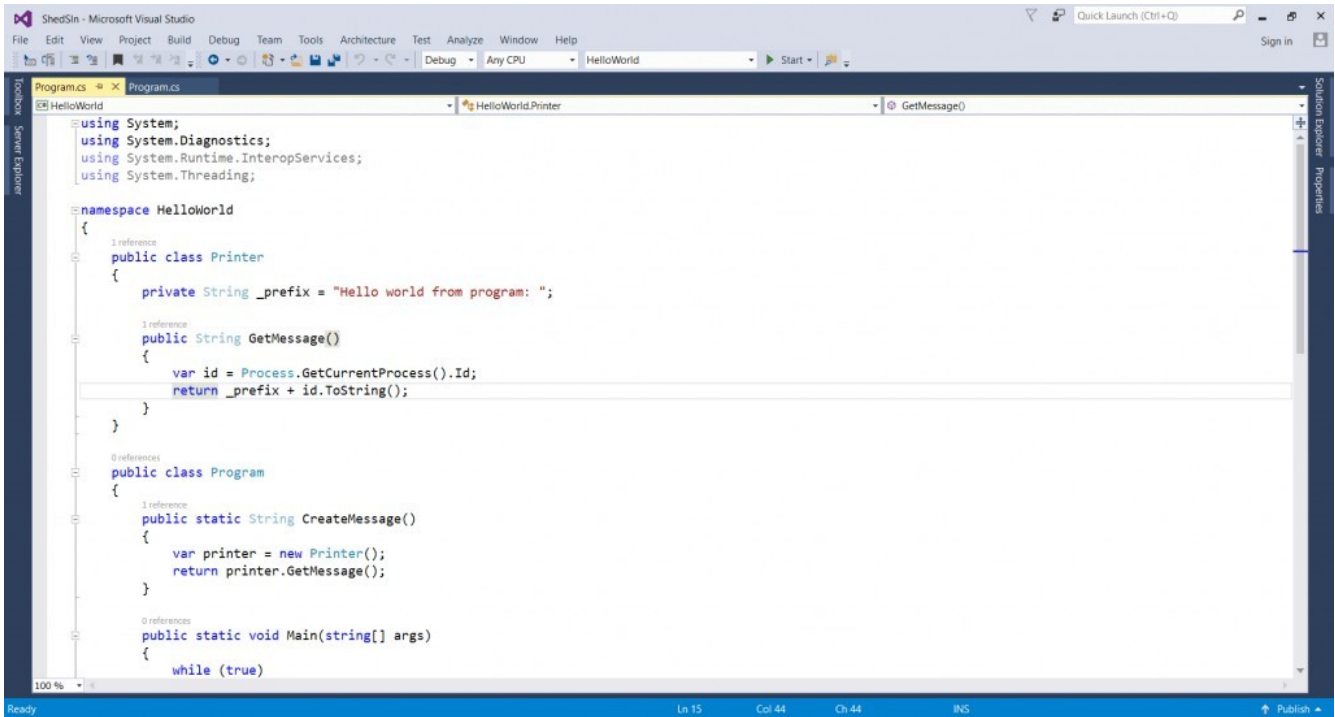 ShedSln - Microsoft Visual Studio
Quick Launch (Ctrl+Q)
File Edit View Project Build Debug Team Tools Architecture Test Analyze Window Help
Sign in
Debug Any CPU HelloWorld Start
Toolbox
Server Explorer
Solution Explorer
Properties
Program.cs Program.cs
C# HelloWorld HelloWorld.Printer GetMessage()
using System;
using System.Diagnostics;
using System.Runtime.InteropServices;
using System.Threading;
namespace HelloWorld
{
1 reference
public class Printer
{
private String _prefix = "Hello world from program: ";
1 reference
public String GetMessage()
{
var id = Process.GetCurrentProcess().Id;
return _prefix + id.ToString();
}
}
0 references
public class Program
{
1 reference
public static String CreateMessage()
{
var printer = new Printer();
return printer.GetMessage();
}
0 references
public static void Main(string[] args)
{
while (true)
100 %
Ready Ln 15 Col 44 Ch 44 INS Publish